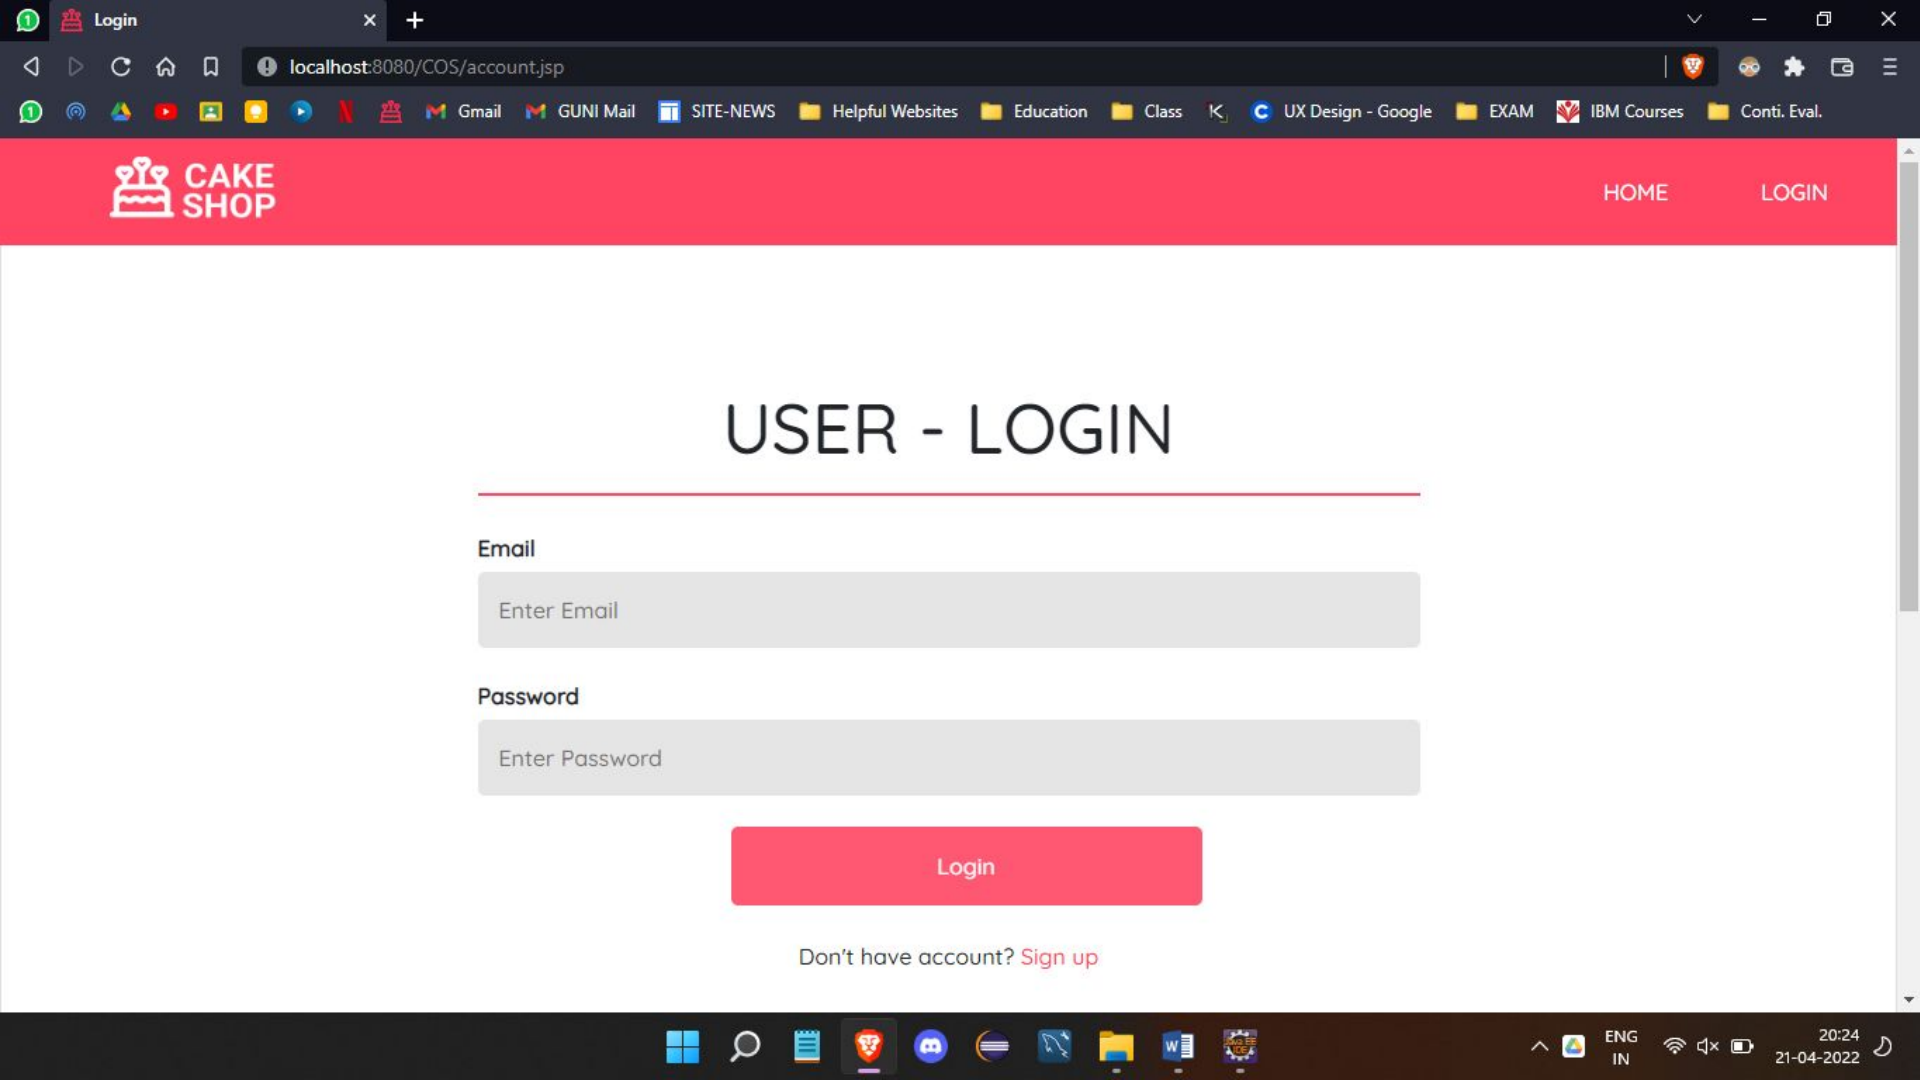 Login
localhost:8080/COS/account.jsp
Gmail GUNI Mail SITE-NEWS Helpful Websites Education Class UX Design - Google EXAM IBM Courses Conti. Eval.
CAKE
SHOP
HOME LOGIN
USER - LOGIN
Email
Enter Email
Password
Enter Password
Login
Don't have account? Sign up
ENG
IN
20:24
21-04-2022